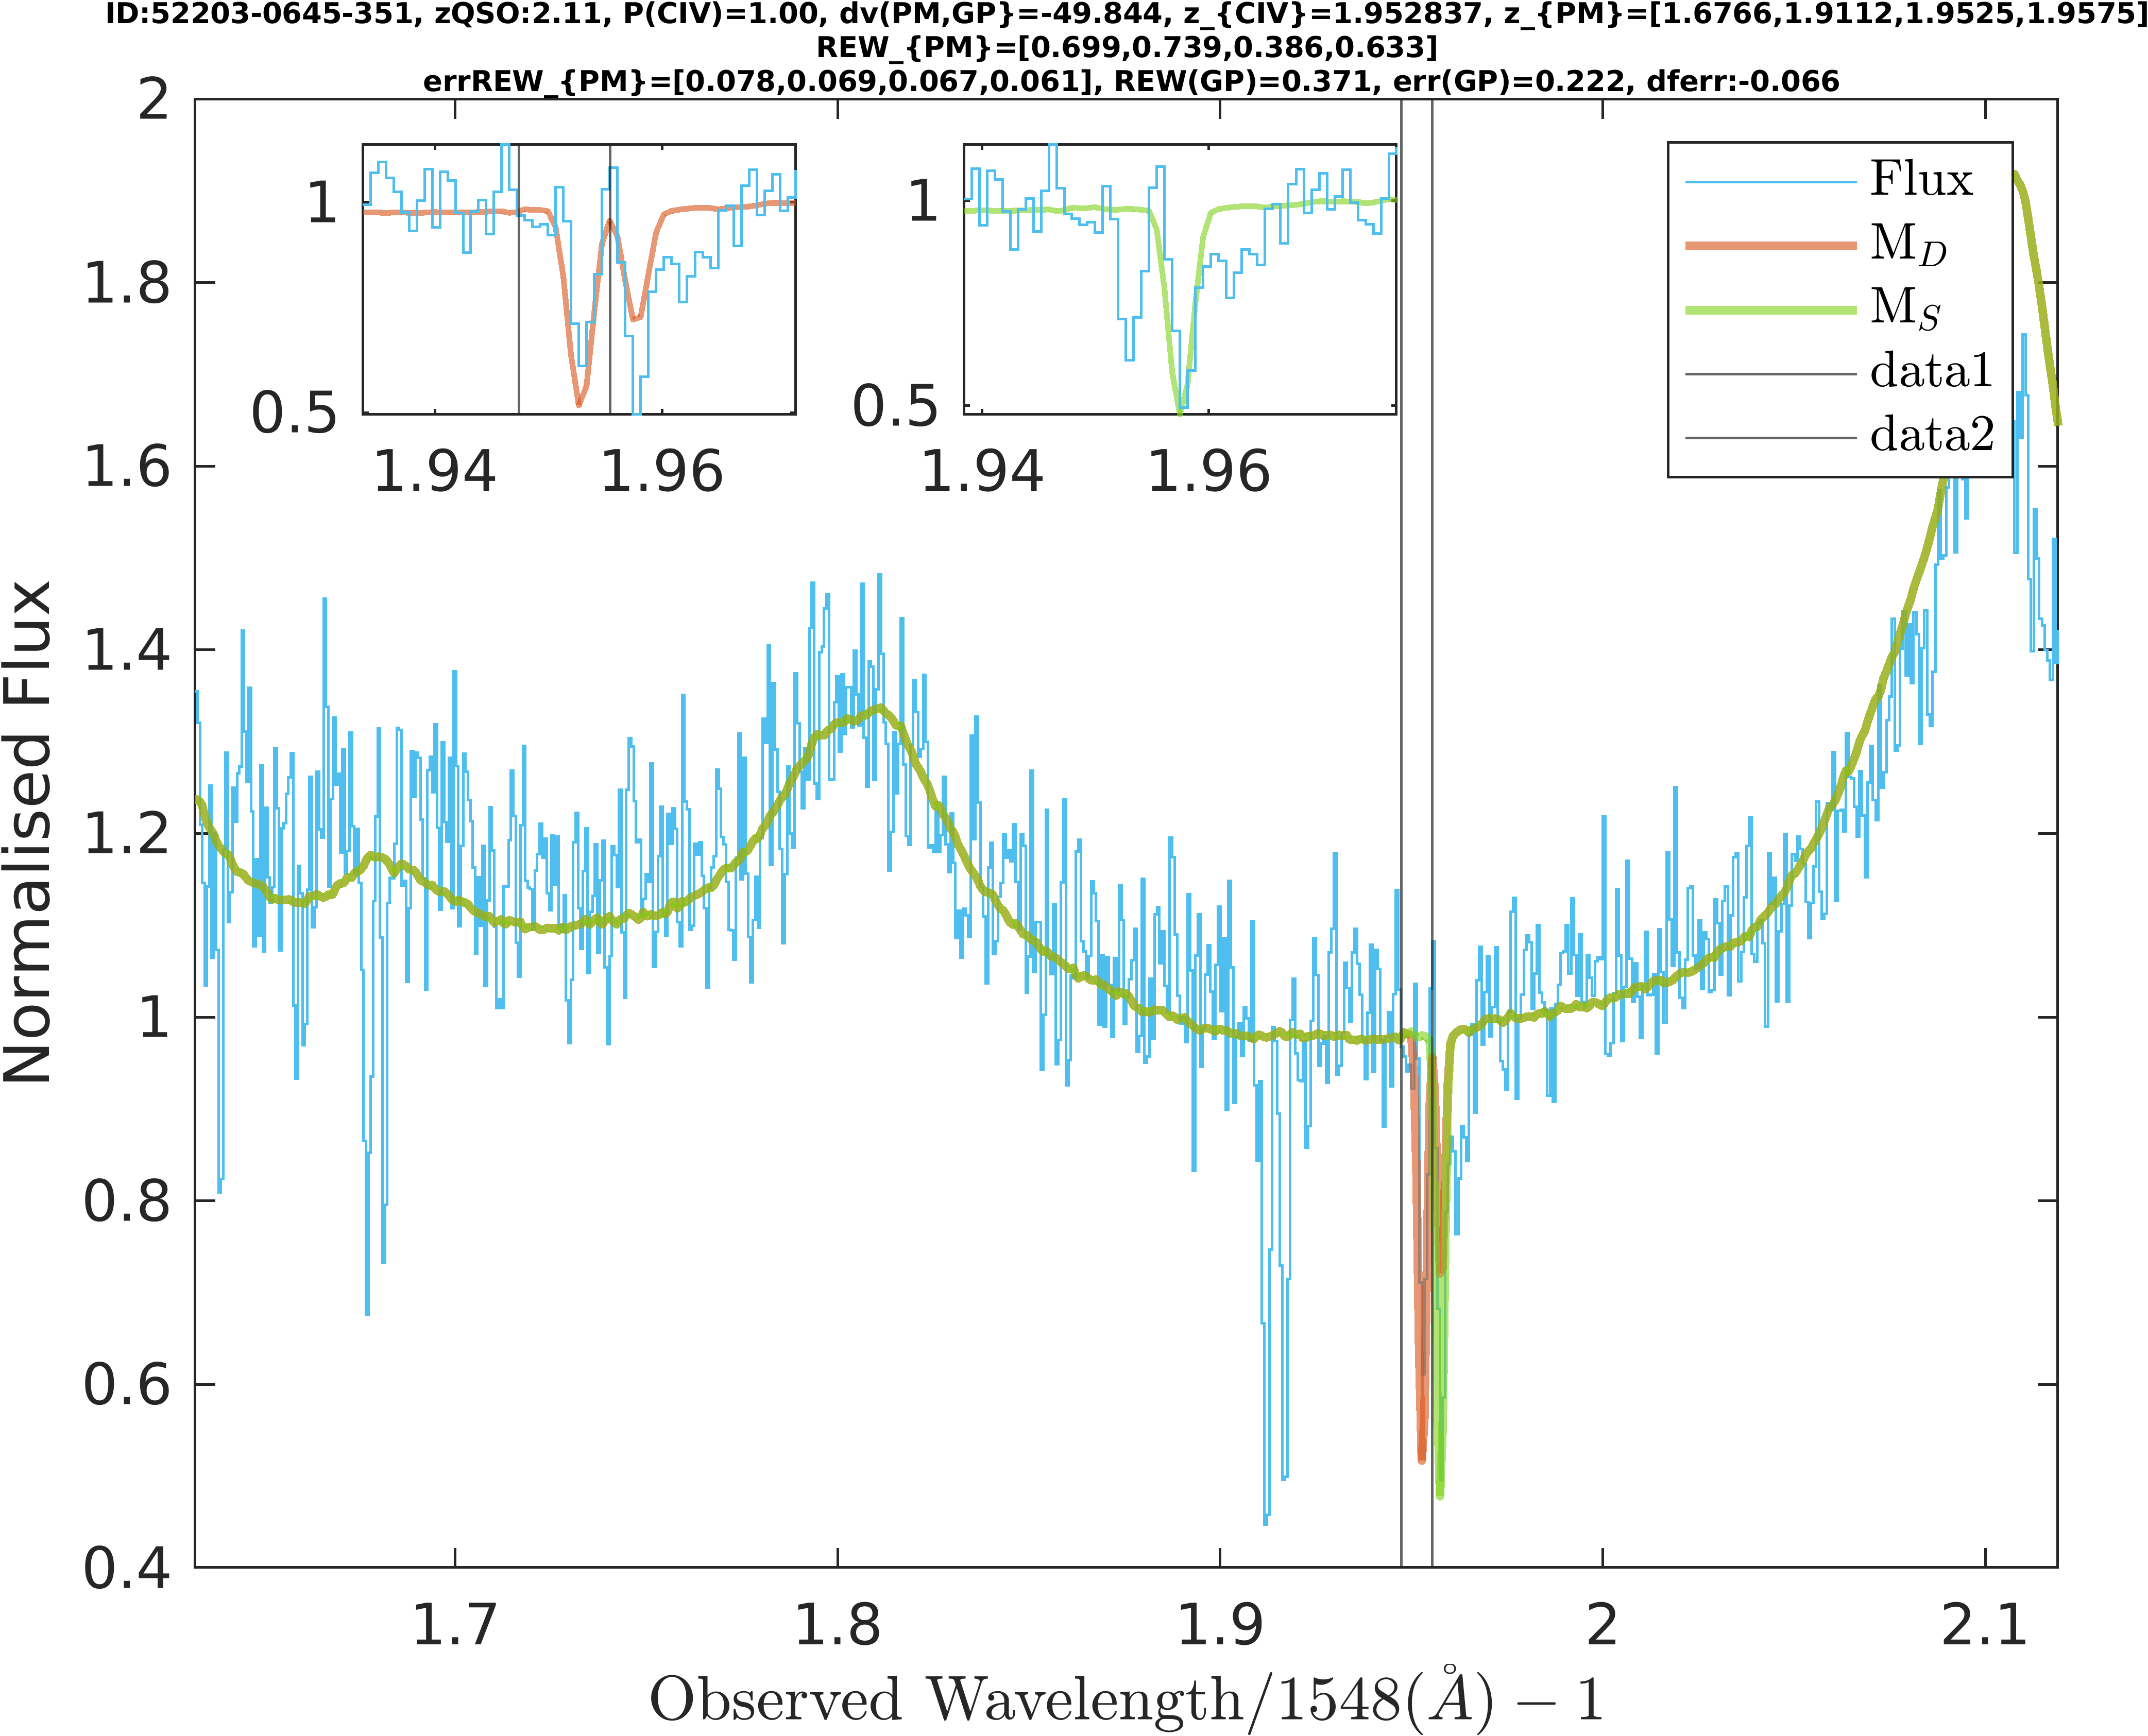 ID:52203-0645-351, zQSO:2.11, P(CIV)=1.00, dv(PM,GP}=-49.844, z_{CIV}=1.952837, z_{PM}=[1.6766,1.9112,1.9525,1.9575]
REW_{PM}=[0.699,0.739,0.386,0.633]
errREW_{PM}=[0.078,0.069,0.067,0.061], REW(GP)=0.371, err(GP)=0.222, dferr:-0.066
2
1.8
1.6
1.4
1.2
1
0.8
0.6
0.4
Normalised Flux
1
0.5
1.94 1.96
1
0.5
1.94 1.96
Flux
M_D
M_S
data1
data2
1.7 1.8 1.9 2 2.1
Observed Wavelength/1548(Å) − 1